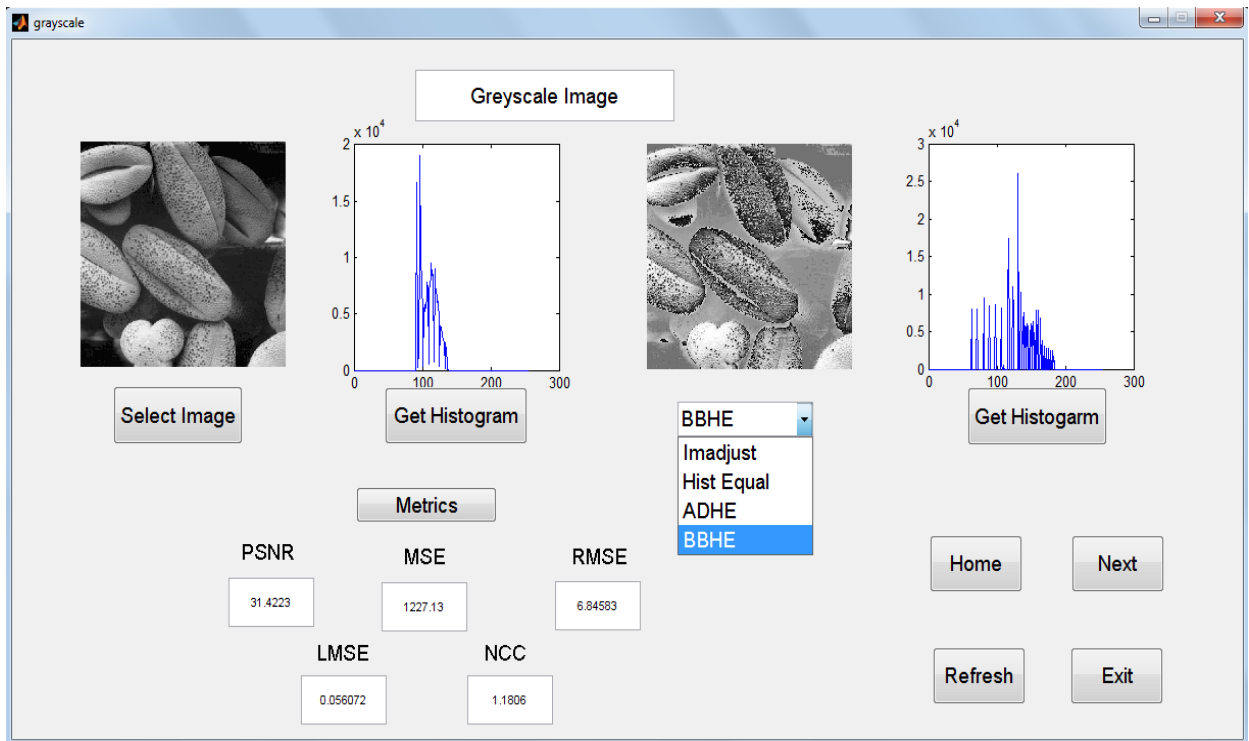 grayscale
Greyscale Image
x 10^4
2
1.5
1
0.5
0
0 100 200 300
x 10^4
3
2.5
2
1.5
1
0.5
0
0 100 200 300
Select Image
Get Histogram
BBHE
Imadjust
Hist Equal
ADHE
BBHE
Get Histogarm
Metrics
PSNR
31.4223
MSE
1227.13
RMSE
6.84583
LMSE
0.056072
NCC
1.1806
Home
Next
Refresh
Exit